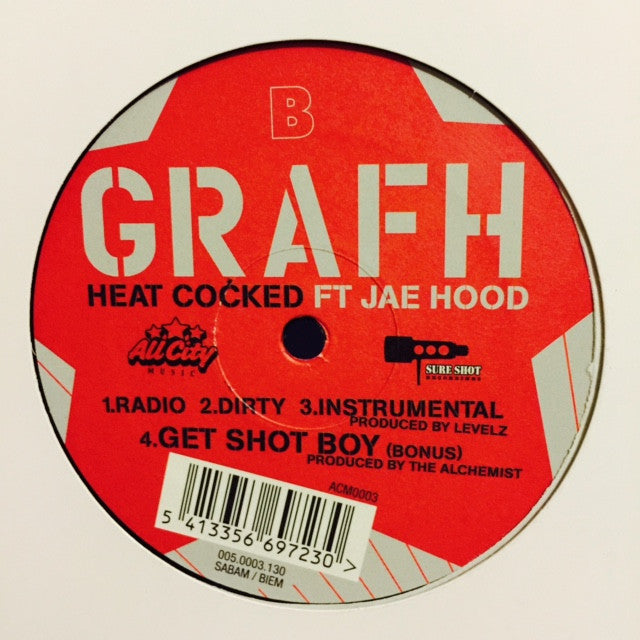 B
GRAFH
HEAT COCKED FT JAE HOOD
All City
MUSIC
SURE SHOT
RECORDINGS
1.RADIO 2.DIRTY 3.INSTRUMENTAL
PRODUCED BY LEVELZ
4.GET SHOT BOY (BONUS)
PRODUCED BY THE ALCHEMIST
ACM0003
5 413356 697230 >
005.0003.130
SABAM / BIEM